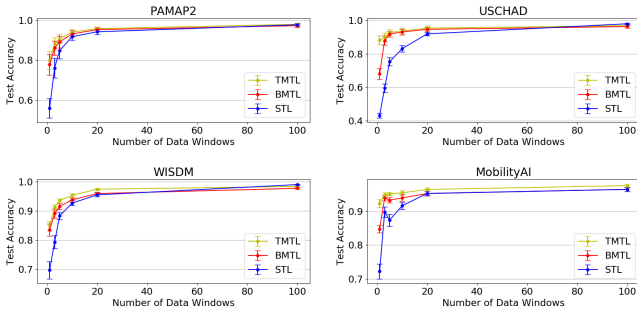 PAMAP2
1.0
0.8
0.6
Test Accuracy
TMTL
BMTL
STL
0 20 40 60 80 100
Number of Data Windows
USCHAD
1.0
0.8
0.6
0.4
Test Accuracy
TMTL
BMTL
STL
0 20 40 60 80 100
Number of Data Windows
WISDM
1.0
0.9
0.8
0.7
Test Accuracy
TMTL
BMTL
STL
0 20 40 60 80 100
Number of Data Windows
MobilityAI
0.9
0.8
0.7
Test Accuracy
TMTL
BMTL
STL
0 20 40 60 80 100
Number of Data Windows